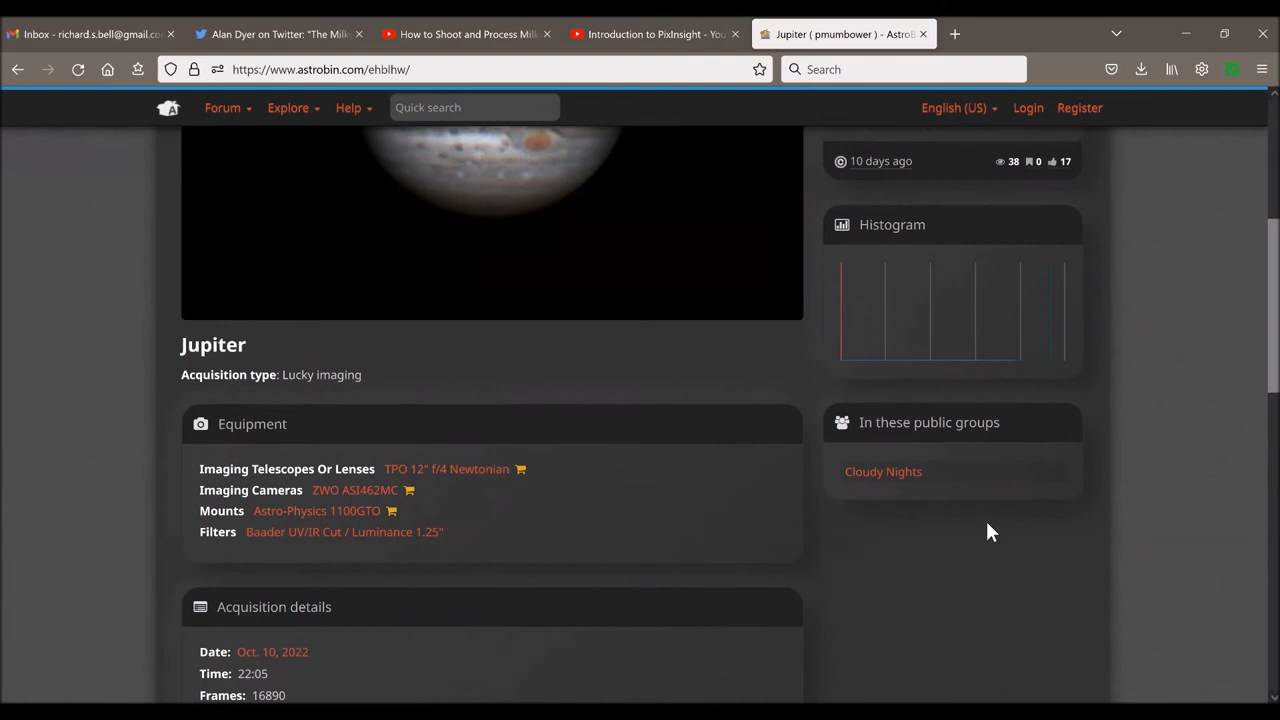 Inbox - richard.s.bell@gmail.co
Alan Dyer on Twitter: "The Milky
How to Shoot and Process Milk
Introduction to PixInsight - You
Jupiter ( pmumbower ) - AstroB
https://www.astrobin.com/ehblhw/
Search
A
Forum
Explore
Help
Quick search
English (US)
Login
Register
10 days ago
38
0
17
Histogram
Jupiter
Acquisition type: Lucky imaging
Equipment
Imaging Telescopes Or Lenses TPO 12" f/4 Newtonian
Imaging Cameras ZWO ASI462MC
Mounts Astro-Physics 1100GTO
Filters Baader UV/IR Cut / Luminance 1.25"
In these public groups
Cloudy Nights
Acquisition details
Date: Oct. 10, 2022
Time: 22:05
Frames: 16890